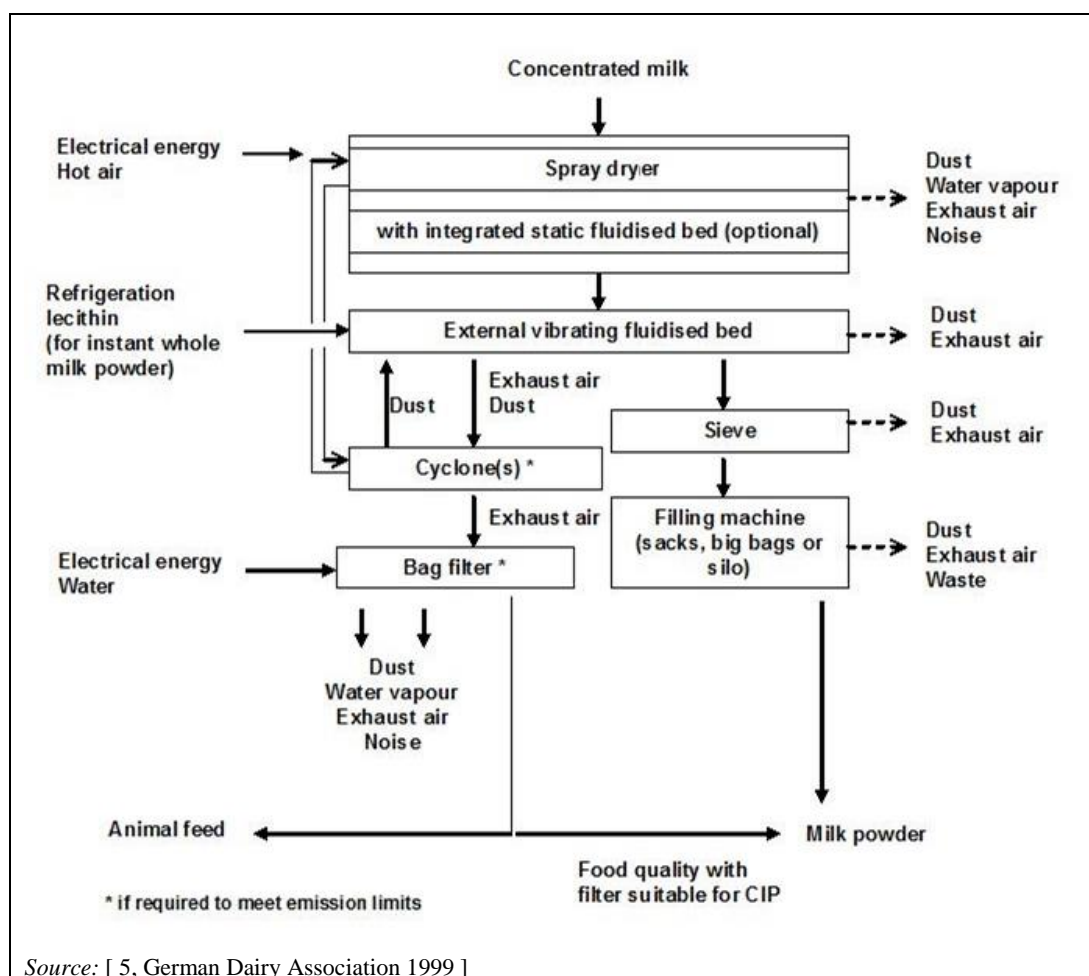 Concentrated milk
Electrical energy
Hot air
Spray dryer
with integrated static fluidised bed (optional)
Dust
Water vapour
Exhaust air
Noise
Refrigeration
lecithin
(for instant whole
milk powder)
External vibrating fluidised bed
Dust
Exhaust air
Dust
Exhaust air
Dust
Sieve
Dust
Exhaust air
Cyclone(s) *
Exhaust air
Filling machine
(sacks, big bags or
silo)
Dust
Exhaust air
Waste
Electrical energy
Water
Bag filter *
Dust
Water vapour
Exhaust air
Noise
Animal feed
Milk powder
Food quality with
filter suitable for CIP
* if required to meet emission limits
Source: [ 5, German Dairy Association 1999 ]